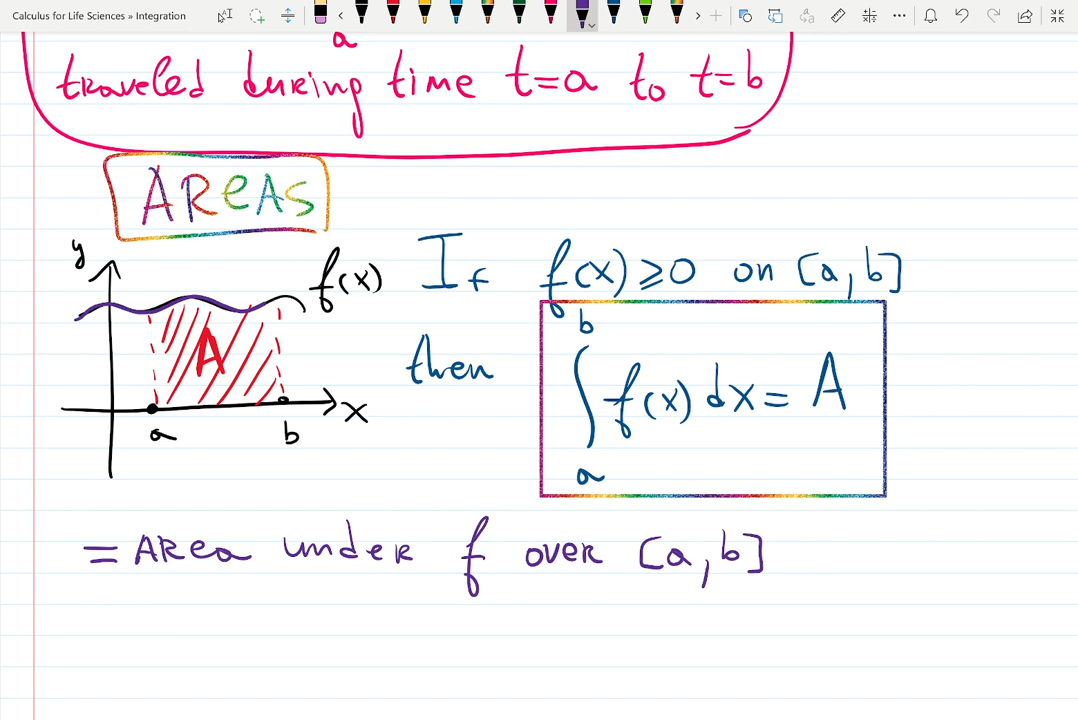 Calculus for Life Sciences » Integration
a
traveled during time t=a to t=b
AREAS
y
f(x)
If f(x) ≥ 0 on [a,b]
A
then
b
∫ f(x) dx = A
a
x
a
b
= Area under f over [a,b]